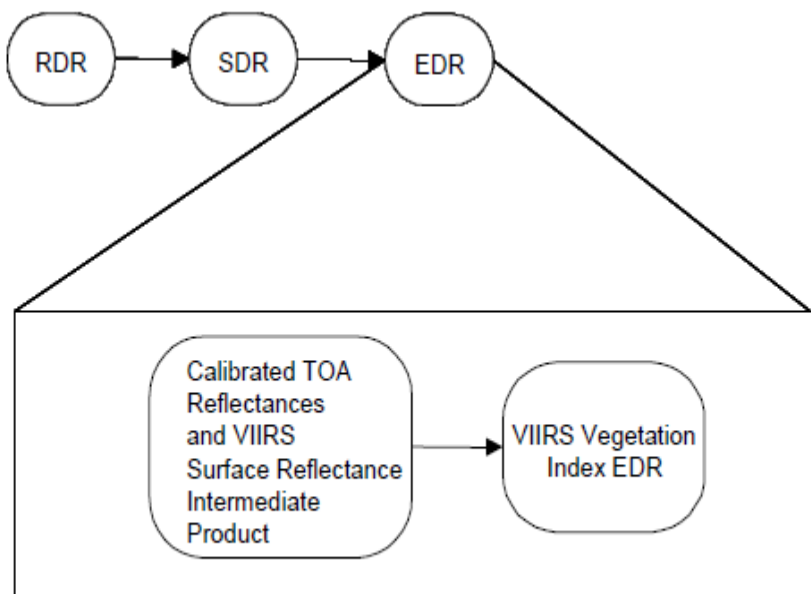 RDR
SDR
EDR
Calibrated TOA
Reflectances
and VIIRS
Surface Reflectance
Intermediate
Product
VIIRS Vegetation
Index EDR